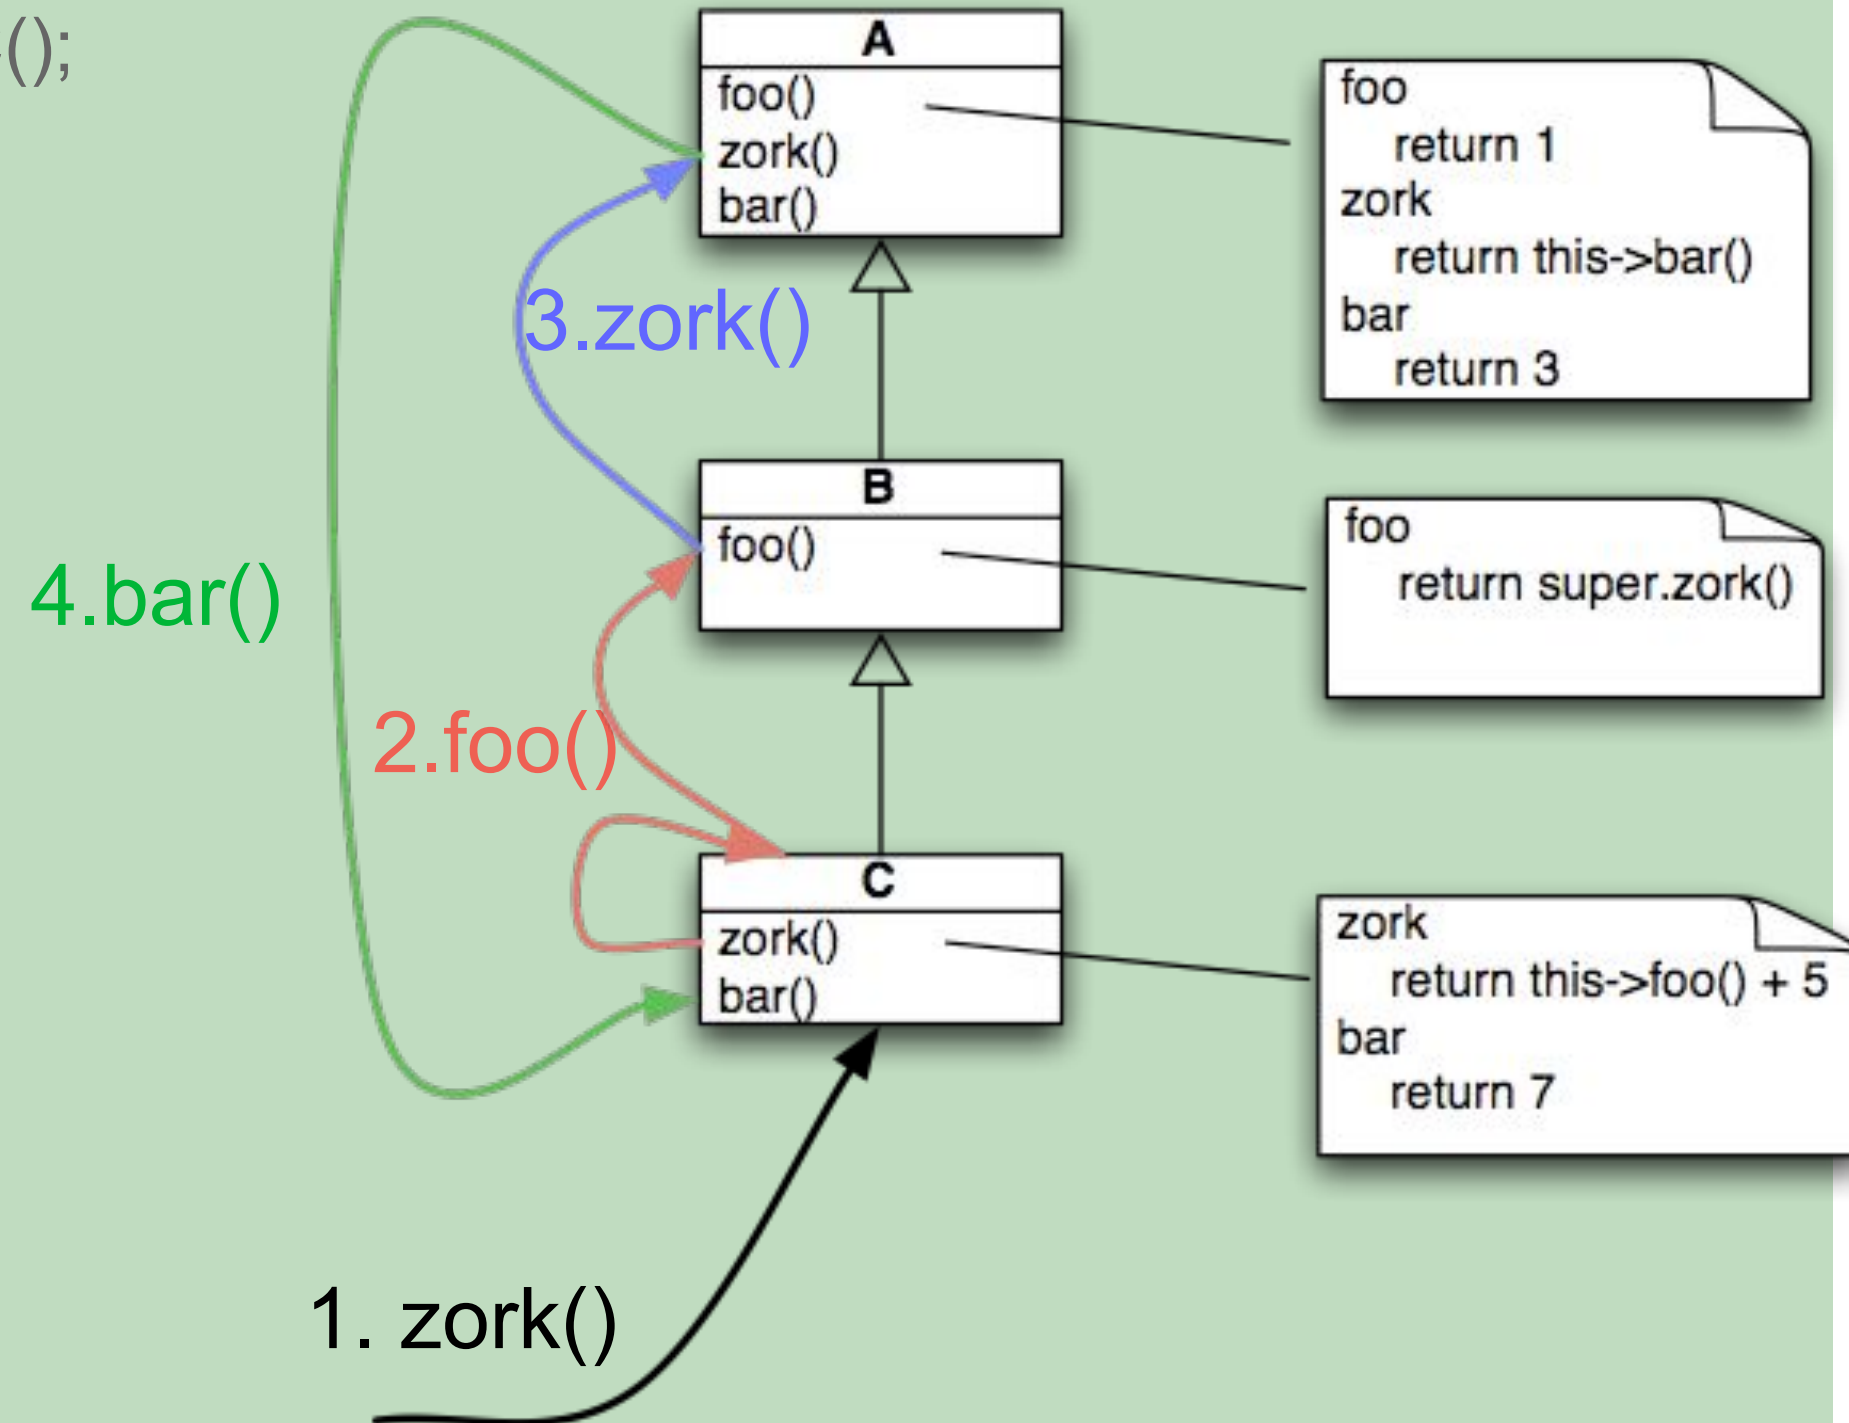 ();
A
foo()
zork()
bar()
foo
return 1
zork
return this->bar()
bar
return 3
3.zork()
B
foo()
foo
return super.zork()
4.bar()
2.foo()
C
zork()
bar()
zork
return this->foo() + 5
bar
return 7
1. zork()